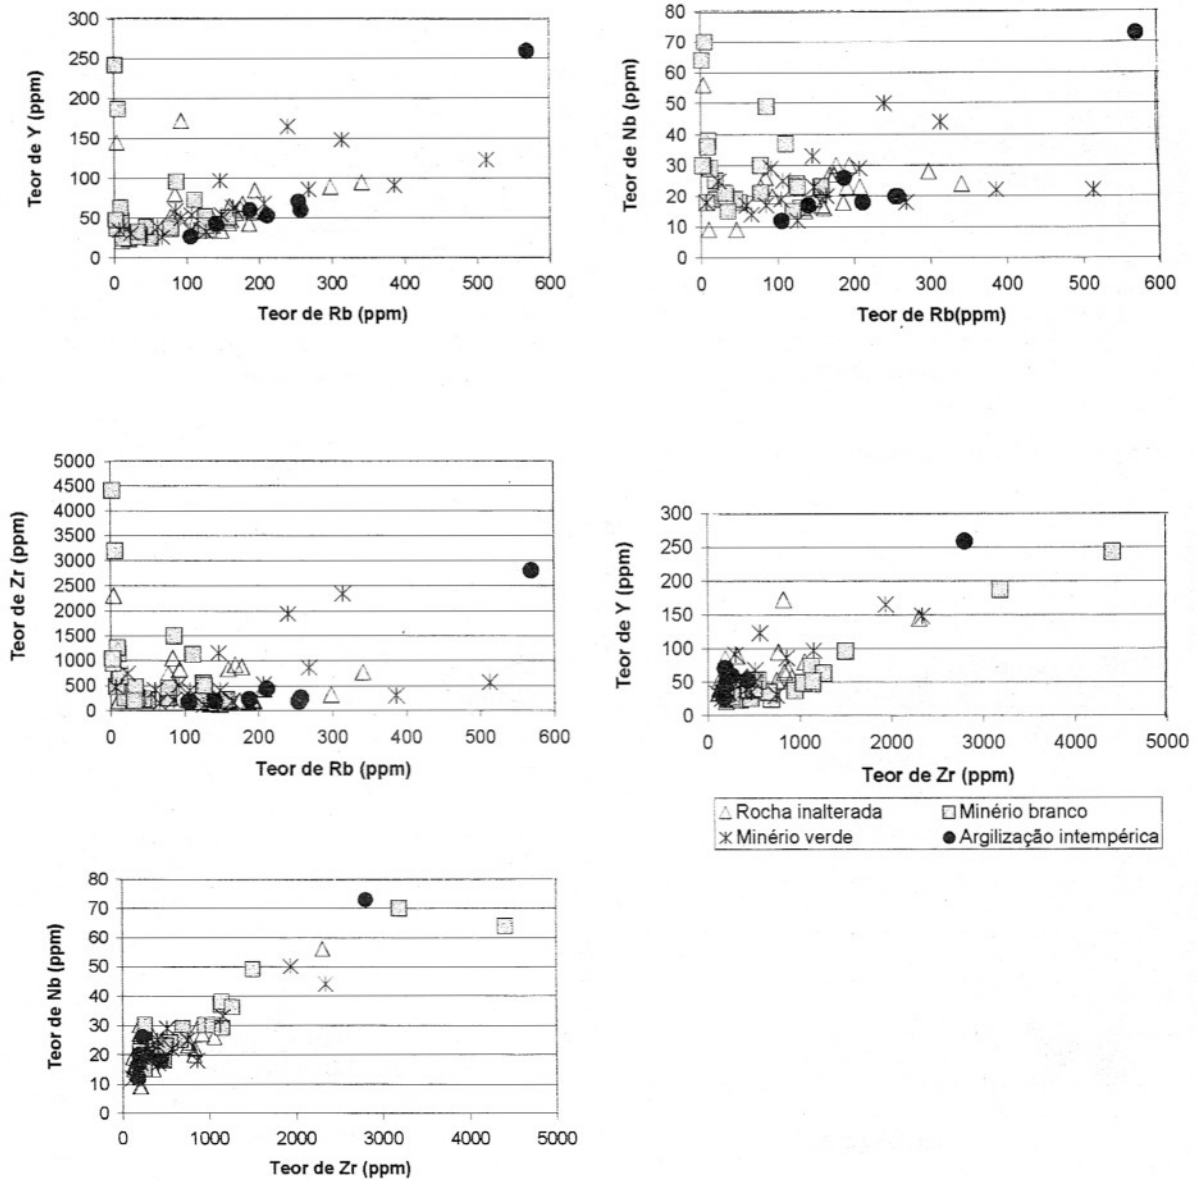 300
250
200
150
100
50
0
Teor de Y (ppm)
0 100 200 300 400 500 600
Teor de Rb (ppm)
80
70
60
50
40
30
20
10
0
Teor de Nb (ppm)
0 100 200 300 400 500 600
Teor de Rb(ppm)
5000
4500
4000
3500
3000
2500
2000
1500
1000
500
0
Teor de Zr (ppm)
0 100 200 300 400 500 600
Teor de Rb (ppm)
300
250
200
150
100
50
0
Teor de Y (ppm)
0 1000 2000 3000 4000 5000
Teor de Zr (ppm)
Rocha inalterada Minério branco
Minério verde Argilização intempérica
80
70
60
50
40
30
20
10
0
Teor de Nb (ppm)
0 1000 2000 3000 4000 5000
Teor de Zr (ppm)